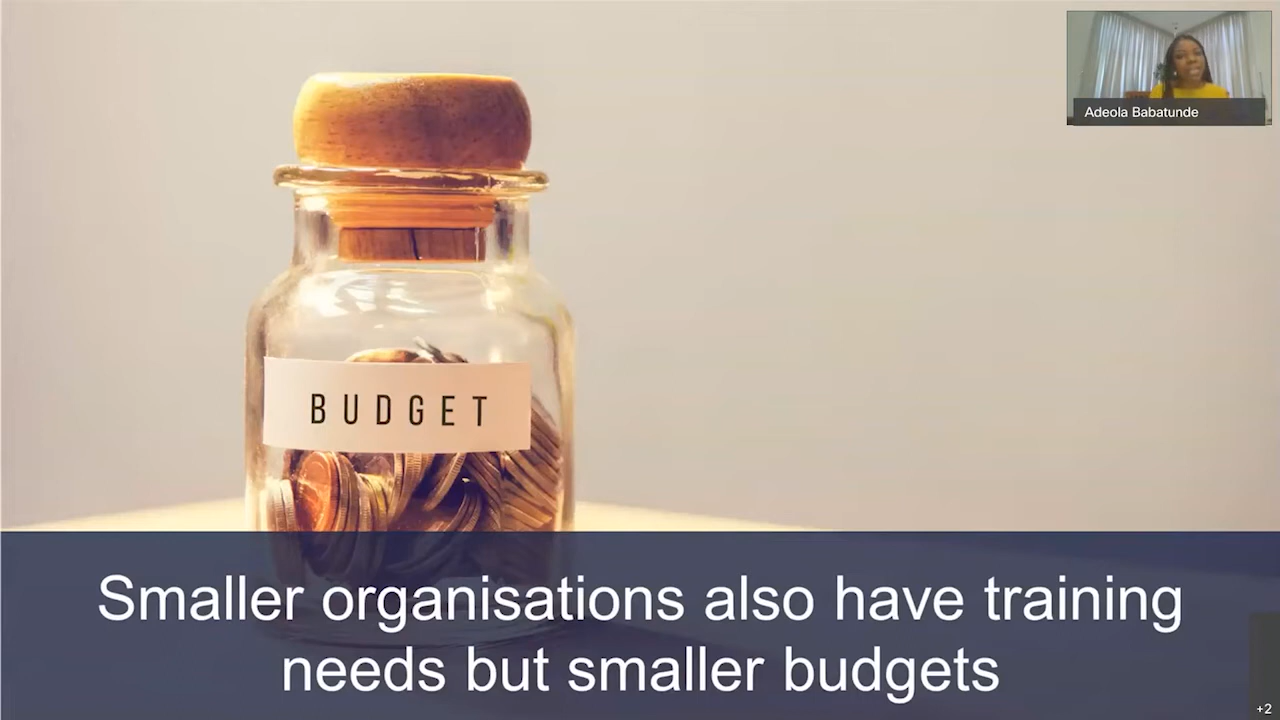 Adeola Babatunde
BUDGET
Smaller organisations also have training
needs but smaller budgets
+2